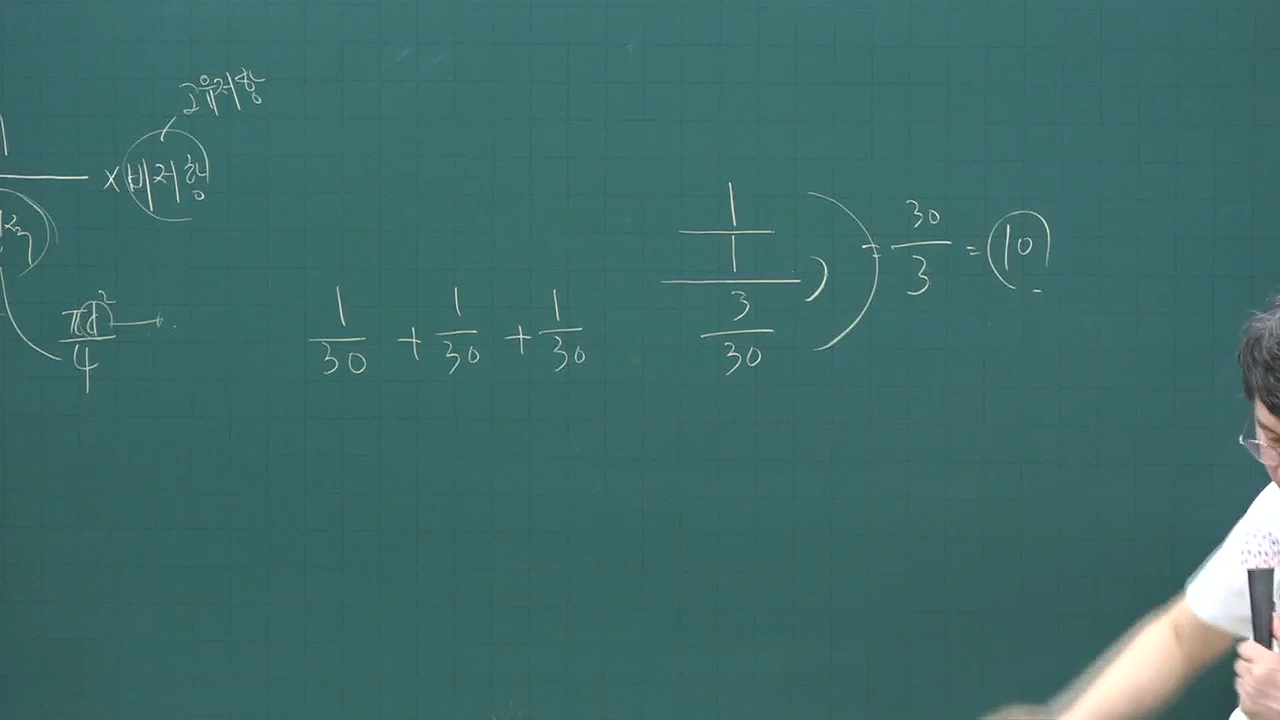 고유저항
1/ × 비저항
πd²/4
1/30 + 1/30 + 1/30
(1/1)/(3/30) = 30/3 = 10